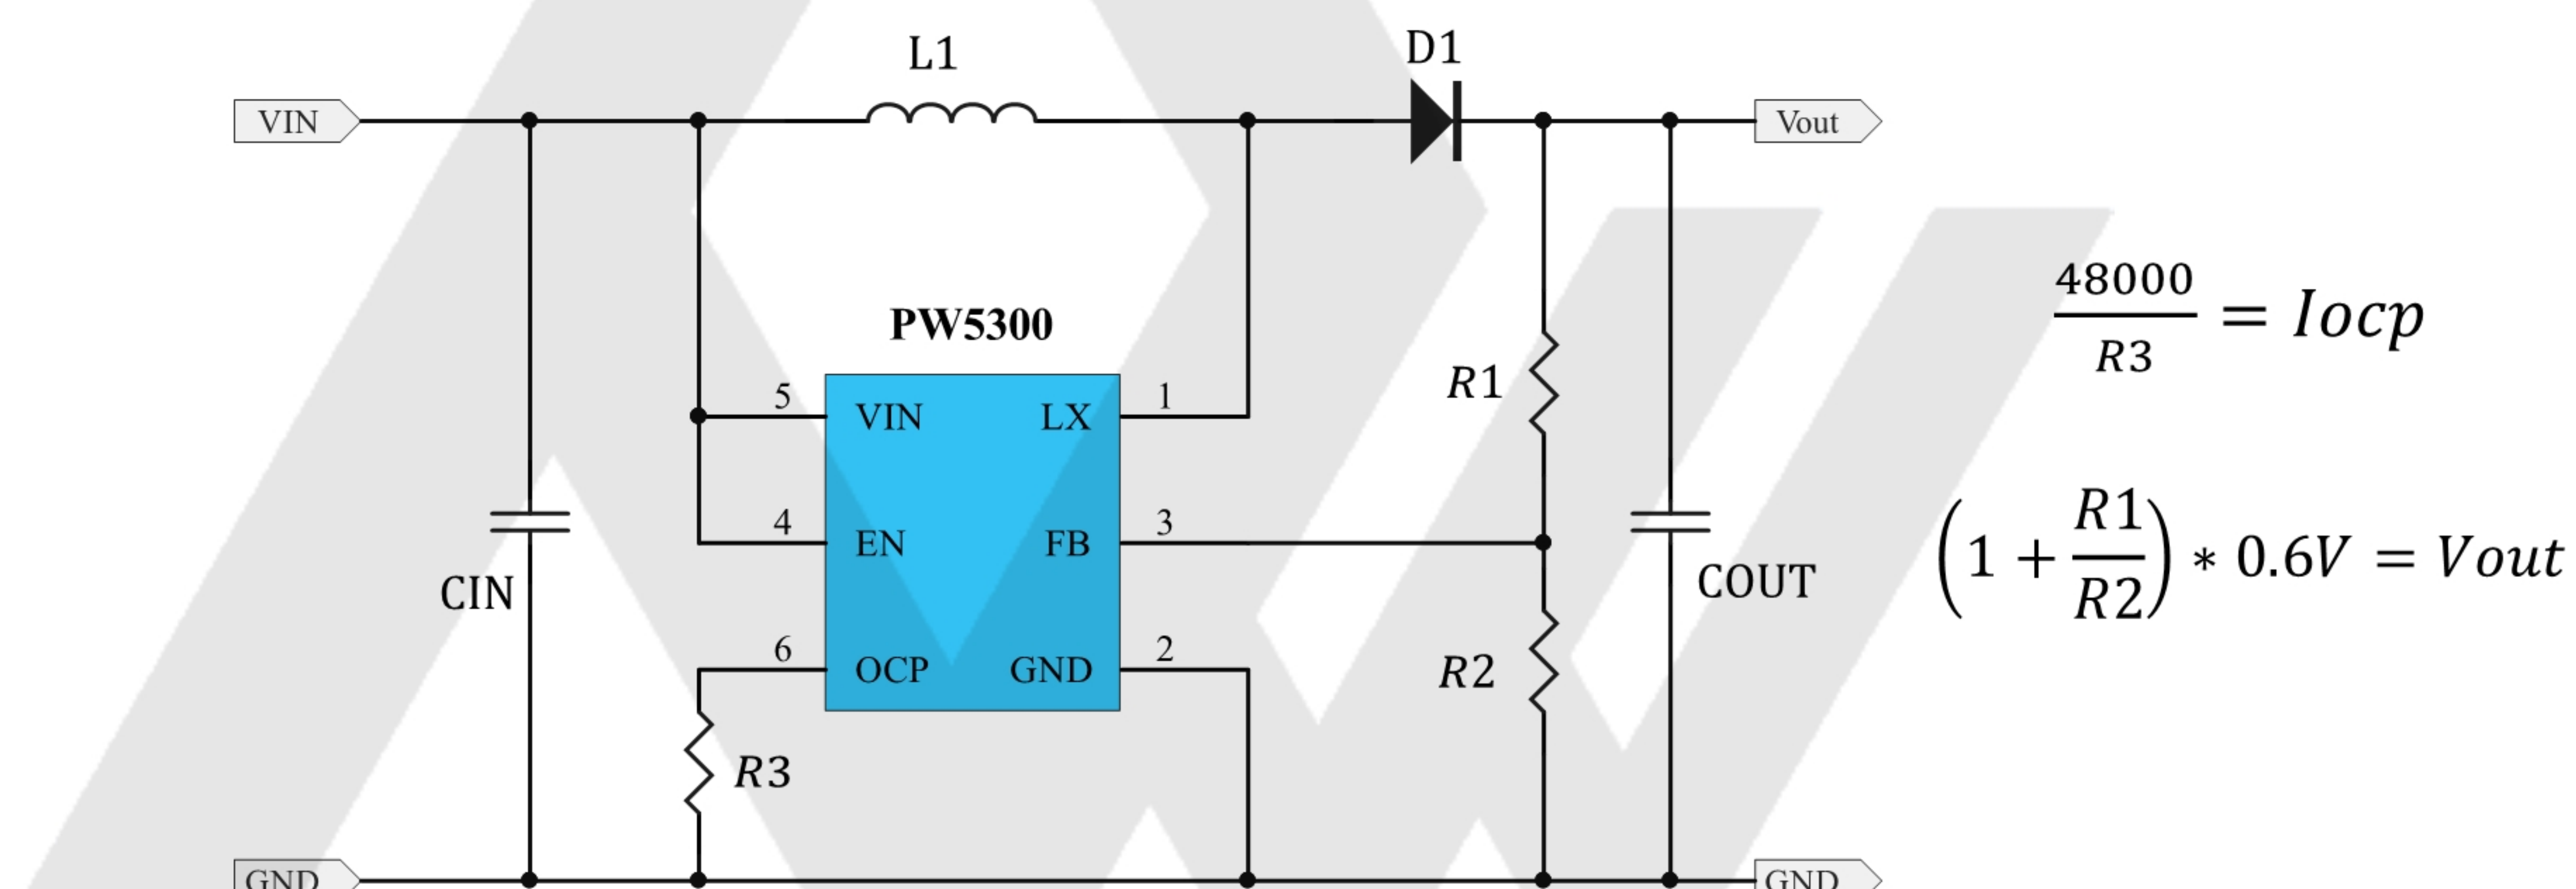 L1
D1
VIN
Vout
PW5300
5
VIN
LX
1
4
EN
FB
3
6
OCP
GND
2
CIN
R3
R1
R2
COUT
48000
R3
= Iocp
(1 + R1/R2) * 0.6V = Vout
GND
GND